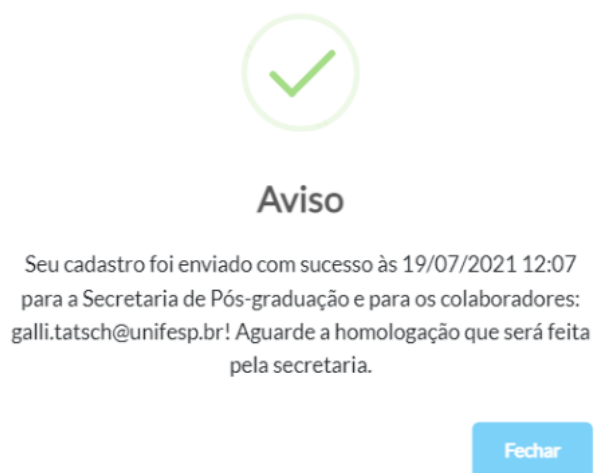 Aviso
Seu cadastro foi enviado com sucesso às 19/07/2021 12:07
para a Secretaria de Pós-graduação e para os colaboradores:
galli.tatsch@unifesp.br! Aguarde a homologação que será feita
pela secretaria.
Fechar